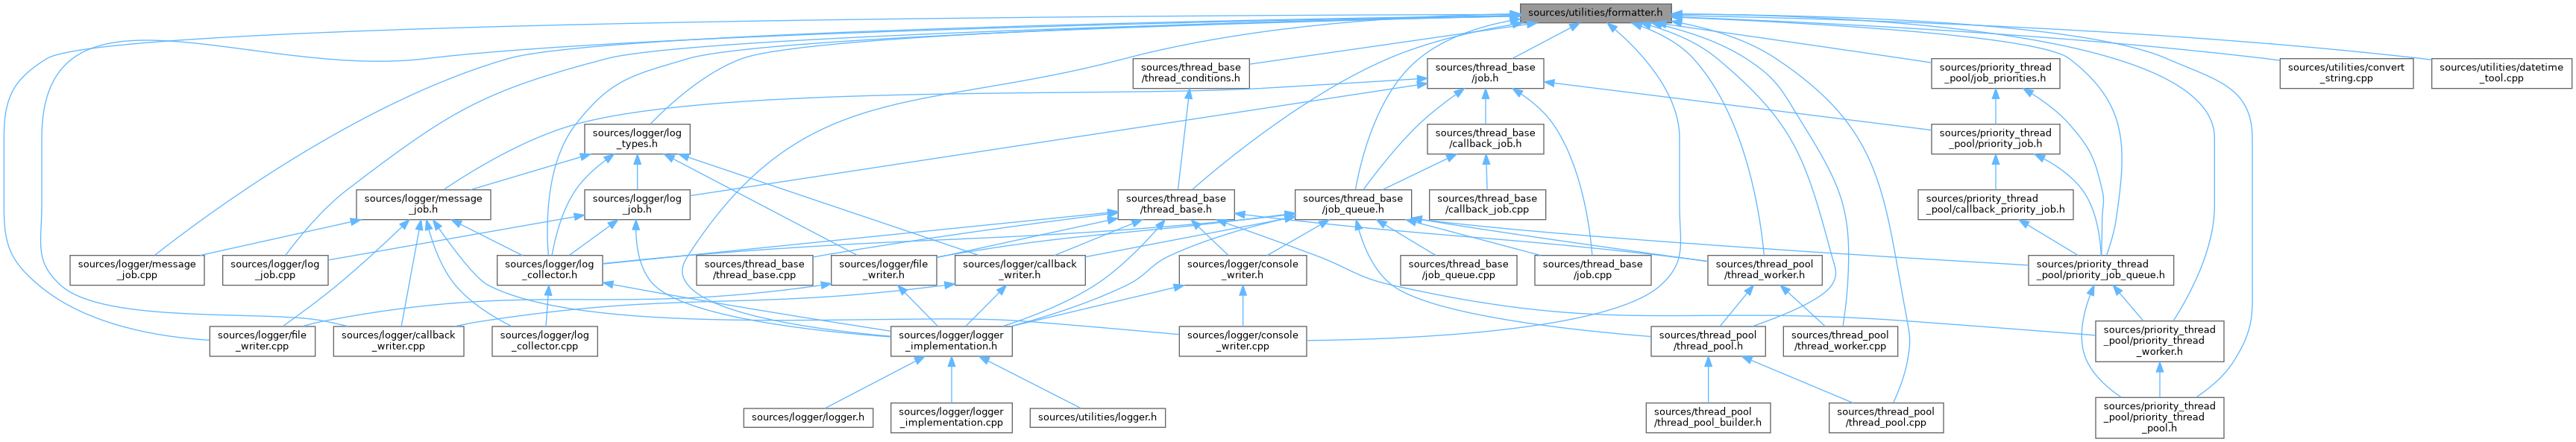 sources/utilities/formatter.h
sources/thread_base
/thread_conditions.h
sources/thread_base
/job.h
sources/priority_thread
_pool/job_priorities.h
sources/utilities/convert
_string.cpp
sources/utilities/datetime
_tool.cpp
sources/logger/log
_types.h
sources/thread_base
/callback_job.h
sources/priority_thread
_pool/priority_job.h
sources/logger/message
_job.h
sources/logger/log
_job.h
sources/thread_base
/thread_base.h
sources/thread_base
/job_queue.h
sources/thread_base
/callback_job.cpp
sources/priority_thread
_pool/callback_priority_job.h
sources/logger/message
_job.cpp
sources/logger/log
_job.cpp
sources/logger/log
_collector.h
sources/thread_base
/thread_base.cpp
sources/logger/file
_writer.h
sources/logger/callback
_writer.h
sources/logger/console
_writer.h
sources/thread_base
/job_queue.cpp
sources/thread_base
/job.cpp
sources/thread_pool
/thread_worker.h
sources/priority_thread
_pool/priority_job_queue.h
sources/logger/file
_writer.cpp
sources/logger/callback
_writer.cpp
sources/logger/log
_collector.cpp
sources/logger/logger
_implementation.h
sources/logger/console
_writer.cpp
sources/thread_pool
/thread_pool.h
sources/thread_pool
/thread_worker.cpp
sources/priority_thread
_pool/priority_thread
_worker.h
sources/logger/logger.h
sources/logger/logger
_implementation.cpp
sources/utilities/logger.h
sources/thread_pool
/thread_pool_builder.h
sources/thread_pool
/thread_pool.cpp
sources/priority_thread
_pool/priority_thread
_pool.h